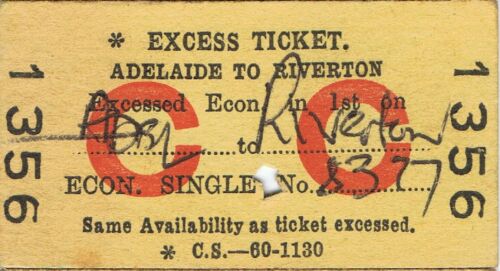 * EXCESS TICKET.
ADELAIDE TO RIVERTON
Excessed Econ. in 1st on
to Riverton
ECON. SINGLE No. 8377
Same Availability as ticket excessed.
* C.S.—60-1130
C C
1356
1356